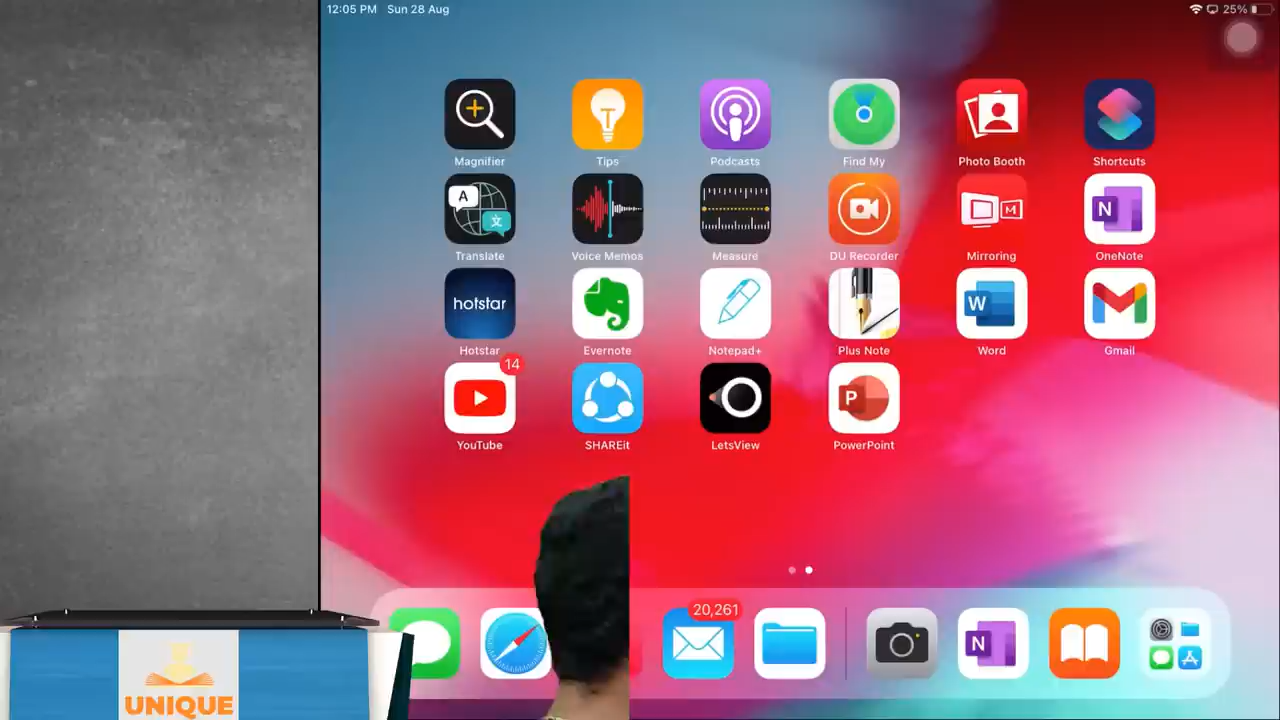 12:05 PM Sun 28 Aug
25%
Magnifier
Tips
Podcasts
Find My
Photo Booth
Shortcuts
A
文
Translate
Voice Memos
Measure
DU Recorder
M
Mirroring
N
OneNote
hotstar
Hotstar
Evernote
Notepad+
Plus Note
W
Word
Gmail
14
YouTube
SHAREit
LetsView
P
PowerPoint
20,261
N
UNIQUE